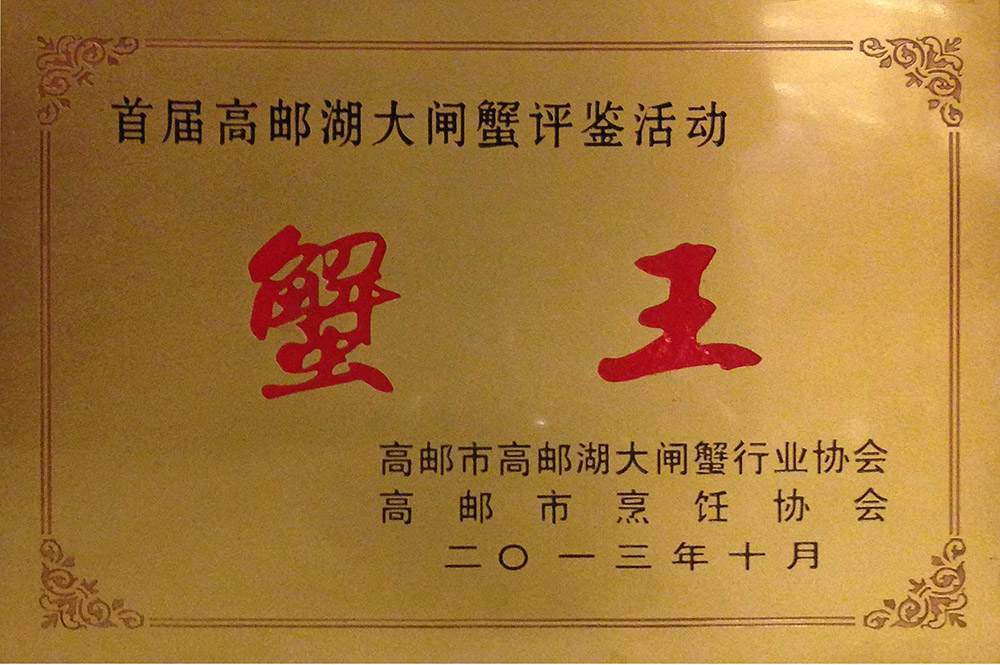 首届高邮湖大闸蟹评鉴活动
蟹王
高邮市高邮湖大闸蟹行业协会
高邮市烹饪协会
二〇一三年十月